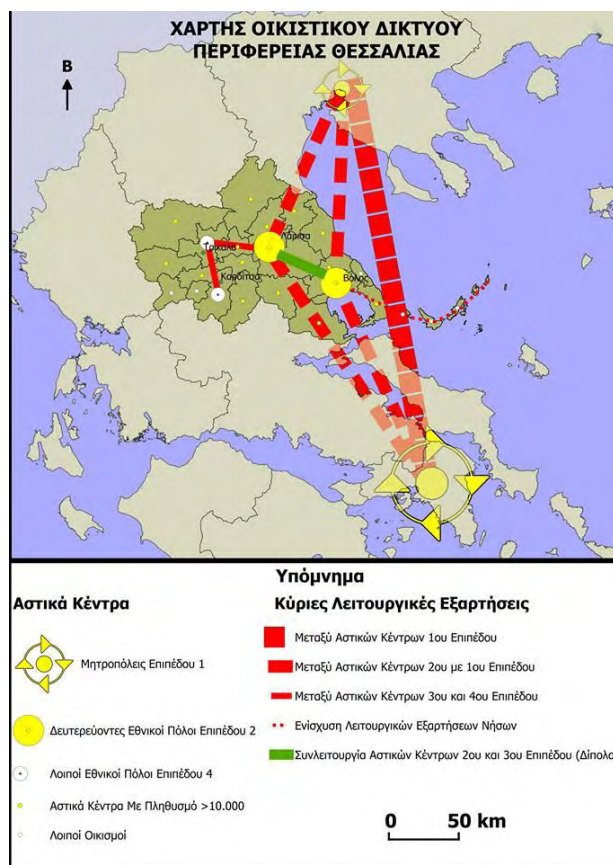 ΧΑΡΤΗΣ ΟΙΚΙΣΤΙΚΟΥ ΔΙΚΤΥΟΥ
ΠΕΡΙΦΕΡΕΙΑΣ ΘΕΣΣΑΛΙΑΣ
Β
Λάρισα
Τρίκαλα
Καρδίτσα
Βόλος
Υπόμνημα
Αστικά Κέντρα
Μητροπόλεις Επιπέδου 1
Δευτερεύοντες Εθνικοί Πόλοι Επιπέδου 2
Λοιποί Εθνικοί Πόλοι Επιπέδου 4
Αστικά Κέντρα Με Πληθυσμό >10.000
Λοιποί Οικισμοί
Κύριες Λειτουργικές Εξαρτήσεις
Μεταξύ Αστικών Κέντρων 1ου Επιπέδου
Μεταξύ Αστικών Κέντρων 2ου με 1ου Επιπέδου
Μεταξύ Αστικών Κέντρων 3ου και 4ου Επιπέδου
Ενίσχυση Λειτουργικών Εξαρτήσεων Νήσων
Συνλειτουργία Αστικών Κέντρων 2ου και 3ου Επιπέδου (Δίπολο
0 50 km